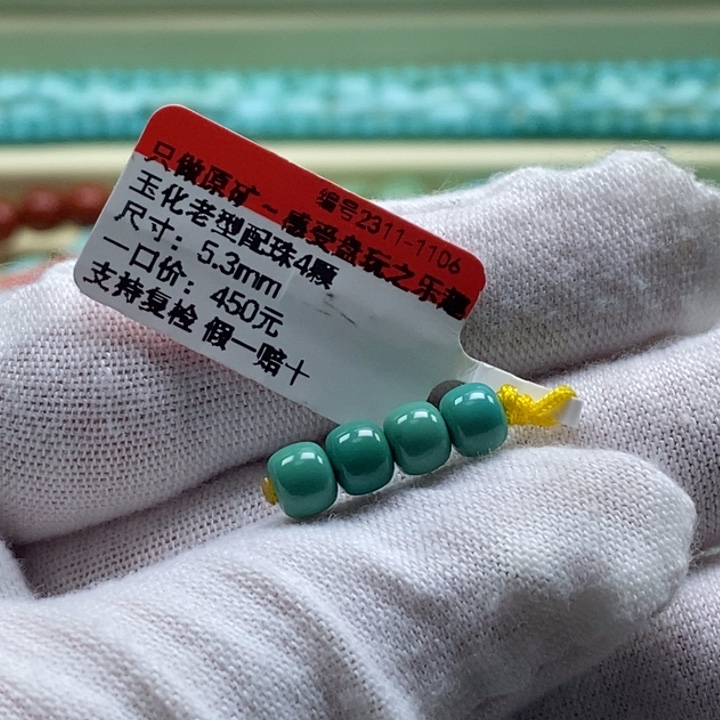 编号2311-1106
只做原矿~感受盘玩之乐趣
玉化老型配珠4颗
尺寸：5.3mm
一口价：450元
支持复检 假一赔十